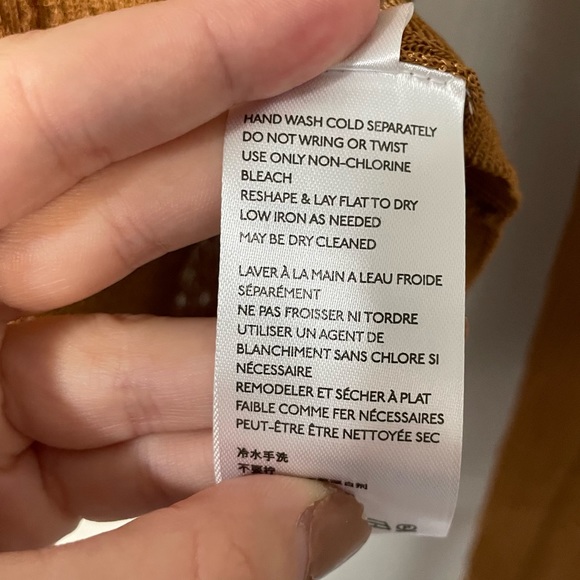 HAND WASH COLD SEPARATELY
DO NOT WRING OR TWIST
USE ONLY NON-CHLORINE
BLEACH
RESHAPE & LAY FLAT TO DRY
LOW IRON AS NEEDED
MAY BE DRY CLEANED
LAVER À LA MAIN A LEAU FROIDE
SÉPARÉMENT
NE PAS FROISSER NI TORDRE
UTILISER UN AGENT DE
BLANCHIMENT SANS CHLORE SI
NÉCESSAIRE
REMODELER ET SÉCHER À PLAT
FAIBLE COMME FER NÉCESSAIRES
PEUT-ÊTRE ÊTRE NETTOYÉE SEC
冷水手洗
不要拧